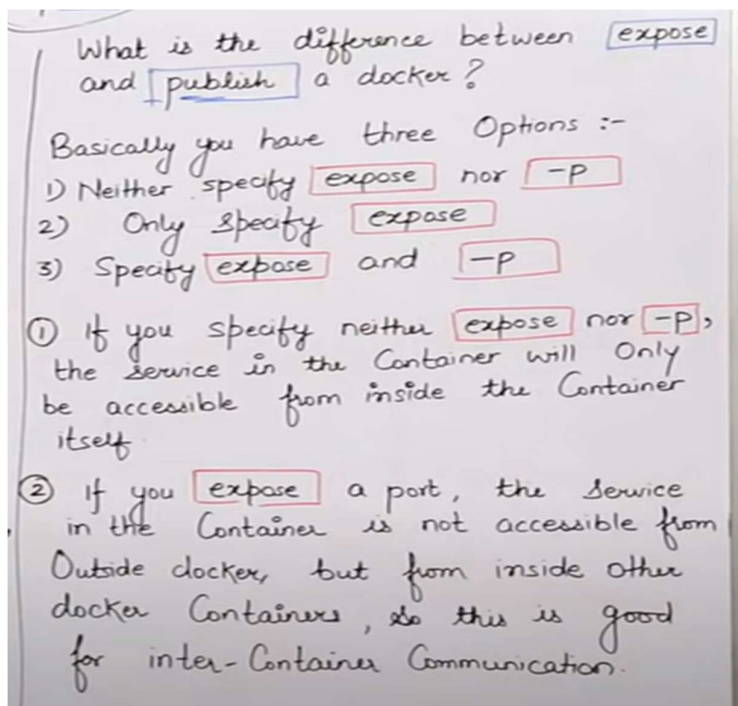 What is the difference between expose
and publish a docker?
Basically you have three Options :-
1) Neither specify expose nor -P
2) Only specify expose
3) Specify expose and -P
① If you specify neither expose nor -P,
the service in the Container will Only
be accessible from inside the Container
itself.
② If you expose a port, the service
in the Container is not accessible from
Outside docker, but from inside other
docker Containers, so this is good
for inter-Container Communication.